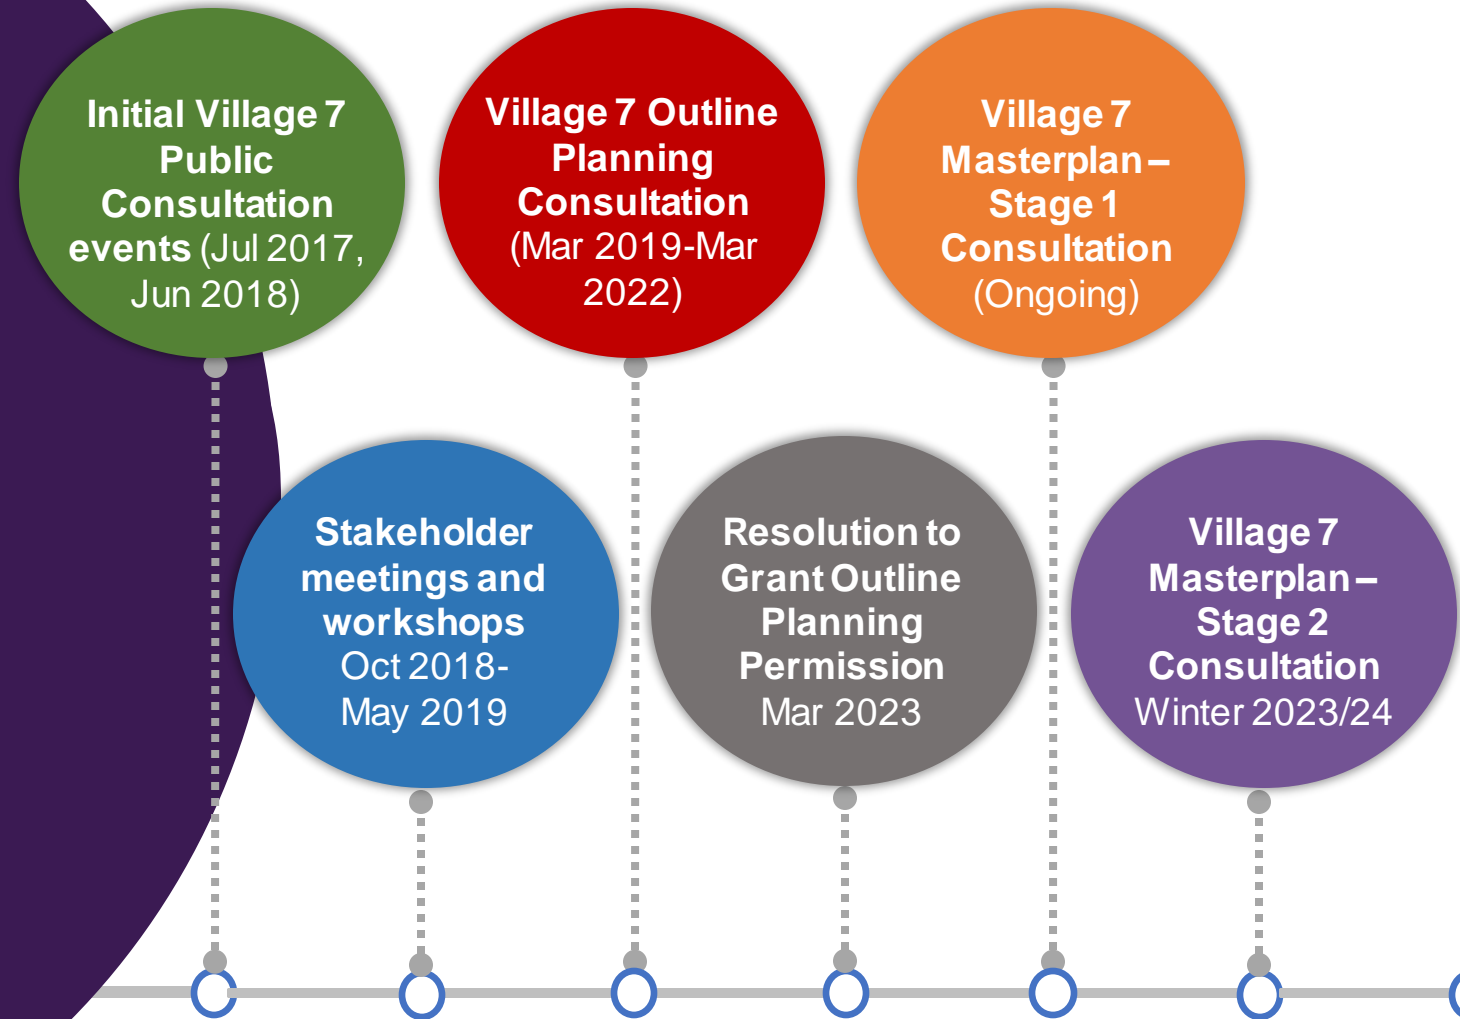 Initial Village 7
Public
Consultation
events (Jul 2017,
Jun 2018)
Stakeholder
meetings and
workshops
Oct 2018-
May 2019
Village 7 Outline
Planning
Consultation
(Mar 2019-Mar
2022)
Resolution to
Grant Outline
Planning
Permission
Mar 2023
Village 7
Masterplan –
Stage 1
Consultation
(Ongoing)
Village 7
Masterplan –
Stage 2
Consultation
Winter 2023/24